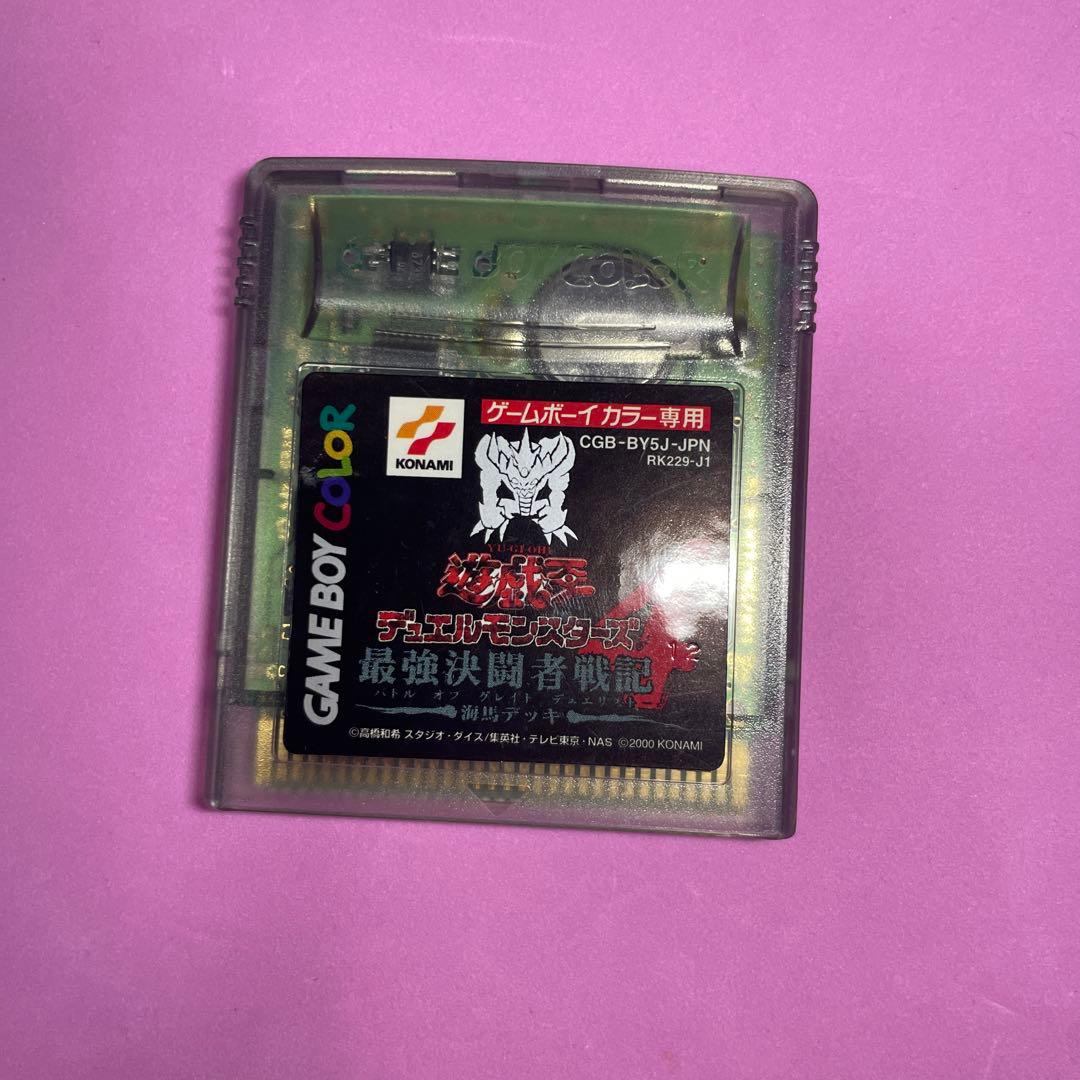 BOY COLOR
GAME BOY COLOR
KONAMI
ゲームボーイカラー専用
CGB-BY5J-JPN
RK229-J1
YU-GI-OH!
遊戯王
デュエルモンスターズ4
12
最強決闘者戦記
バトル オブ グレイト デュエリスト
海馬デッキ
©高橋和希 スタジオ・ダイス/集英社・テレビ東京・NAS ©2000 KONAMI